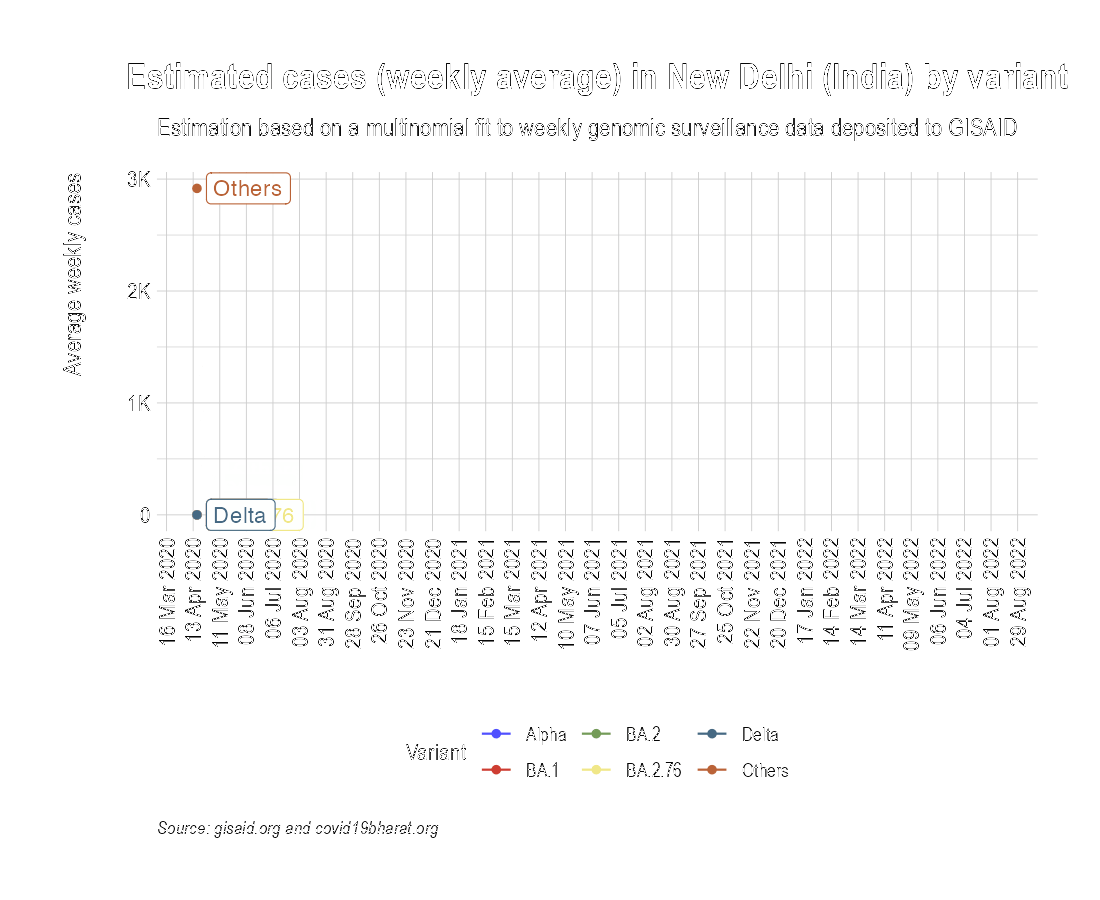 Estimated cases (weekly average) in New Delhi (India) by variant
Estimation based on a multinomial fit to weekly genomic surveillance data deposited to GISAID
Average weekly cases
3K
2K
1K
0
Others
Delta
76
16 Mar 2020
13 Apr 2020
11 May 2020
08 Jun 2020
06 Jul 2020
03 Aug 2020
31 Aug 2020
28 Sep 2020
26 Oct 2020
23 Nov 2020
21 Dec 2020
18 Jan 2021
15 Feb 2021
15 Mar 2021
12 Apr 2021
10 May 2021
07 Jun 2021
05 Jul 2021
02 Aug 2021
30 Aug 2021
27 Sep 2021
25 Oct 2021
22 Nov 2021
20 Dec 2021
17 Jan 2022
14 Feb 2022
14 Mar 2022
11 Apr 2022
09 May 2022
06 Jun 2022
04 Jul 2022
01 Aug 2022
29 Aug 2022
Variant
Alpha
BA.1
BA.2
BA.2.76
Delta
Others
Source: gisaid.org and covid19bharat.org